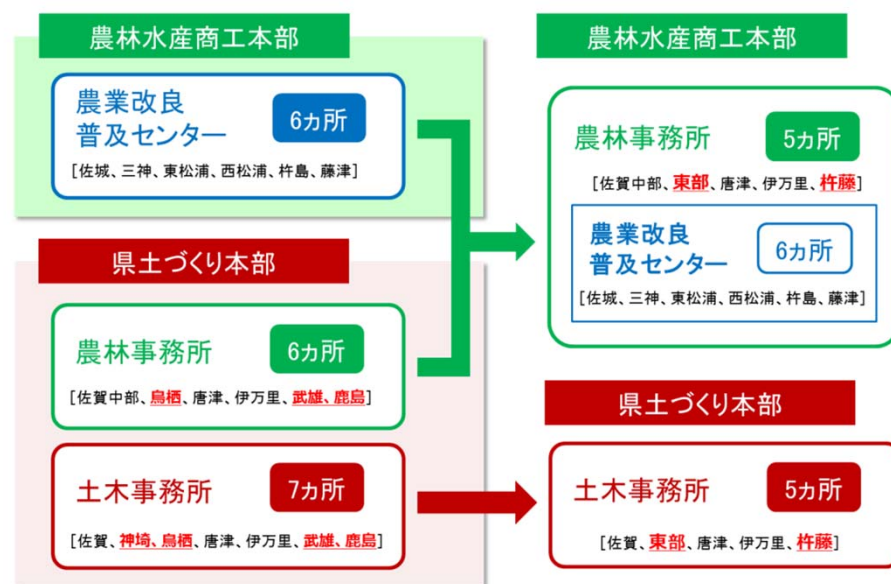 農林水産商工本部
農業改良
普及センター
6ヵ所
[佐城、三神、東松浦、西松浦、杵島、藤津]
県土づくり本部
農林事務所
6ヵ所
[佐賀中部、鳥栖、唐津、伊万里、武雄、鹿島]
土木事務所
7ヵ所
[佐賀、神埼、鳥栖、唐津、伊万里、武雄、鹿島]
農林水産商工本部
農林事務所
5ヵ所
[佐賀中部、東部、唐津、伊万里、杵藤]
農業改良
普及センター
6ヵ所
[佐城、三神、東松浦、西松浦、杵島、藤津]
県土づくり本部
土木事務所
5ヵ所
[佐賀、東部、唐津、伊万里、杵藤]